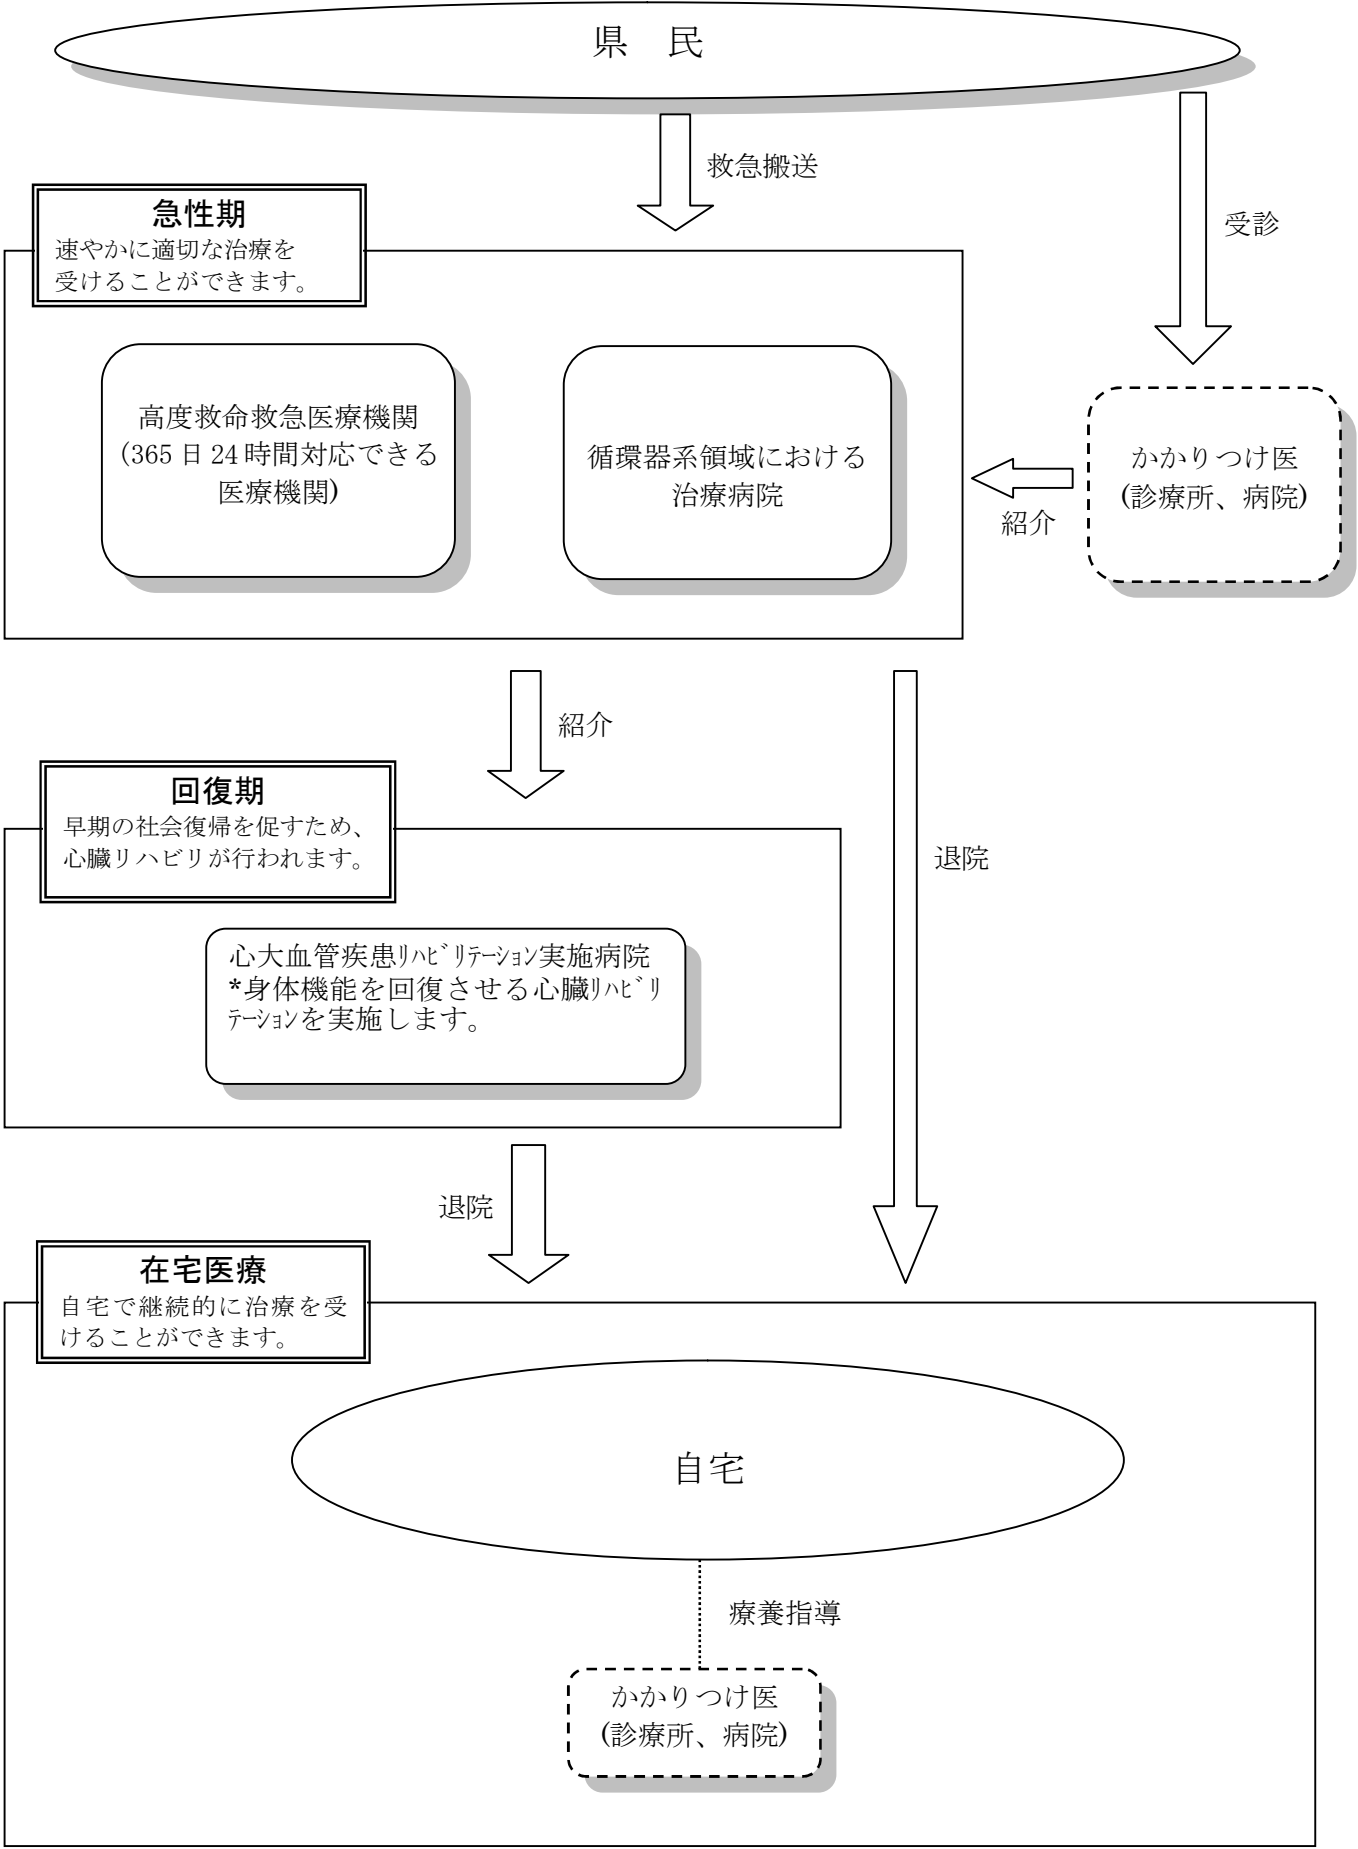 県　民
救急搬送
受診
急性期
速やかに適切な治療を
受けることができます。
高度救命救急医療機関
(365 日 24 時間対応できる
医療機関)
循環器系領域における
治療病院
紹介
かかりつけ医
(診療所、病院)
紹介
退院
回復期
早期の社会復帰を促すため、
心臓リハビリが行われます。
心大血管疾患ﾘﾊﾋﾞﾘﾃｰｼｮﾝ実施病院
*身体機能を回復させる心臓ﾘﾊﾋﾞﾘ
ﾃｰｼｮﾝを実施します。
退院
在宅医療
自宅で継続的に治療を受
けることができます。
自宅
療養指導
かかりつけ医
(診療所、病院)